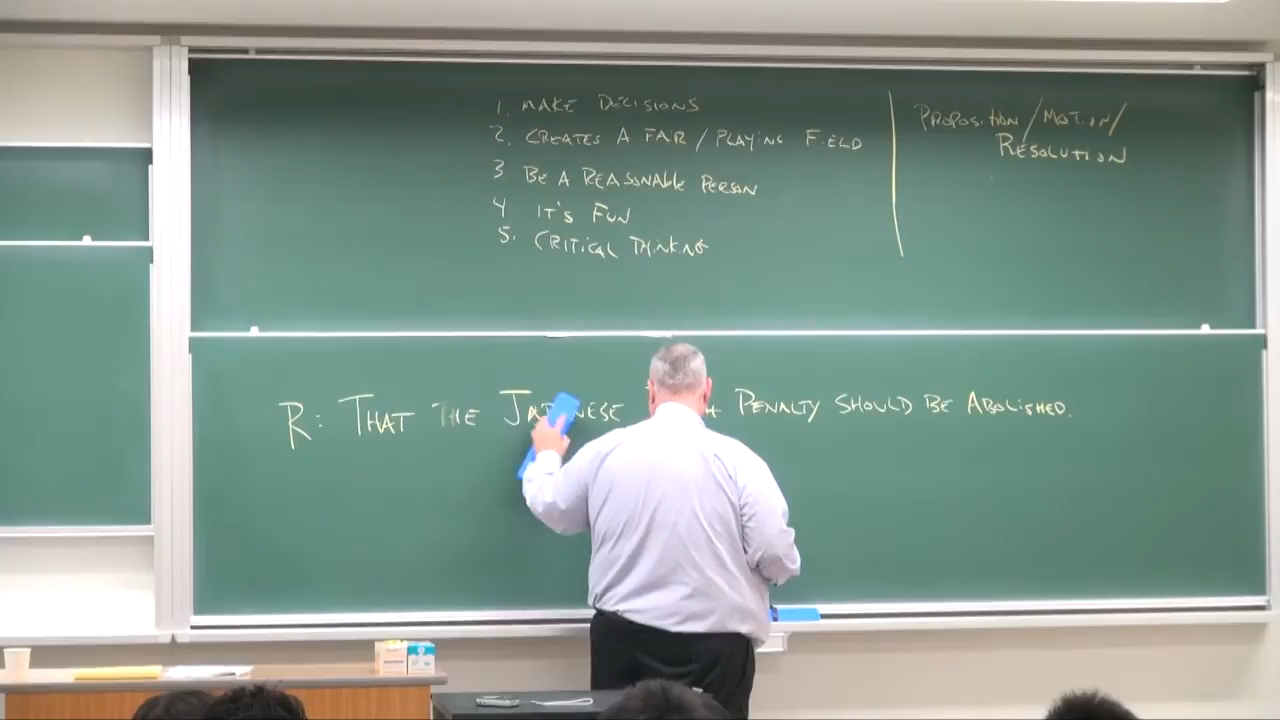 1. MAKE DECISIONS
2. CREATES A FAIR / PLAYING FIELD
3 BE A REASONABLE PERSON
4 IT'S FUN
5. CRITICAL THINKING
PROPOSITION/MOTION/
RESOLUTION
R: THAT THE JAPANESE PENALTY SHOULD BE ABOLISHED.